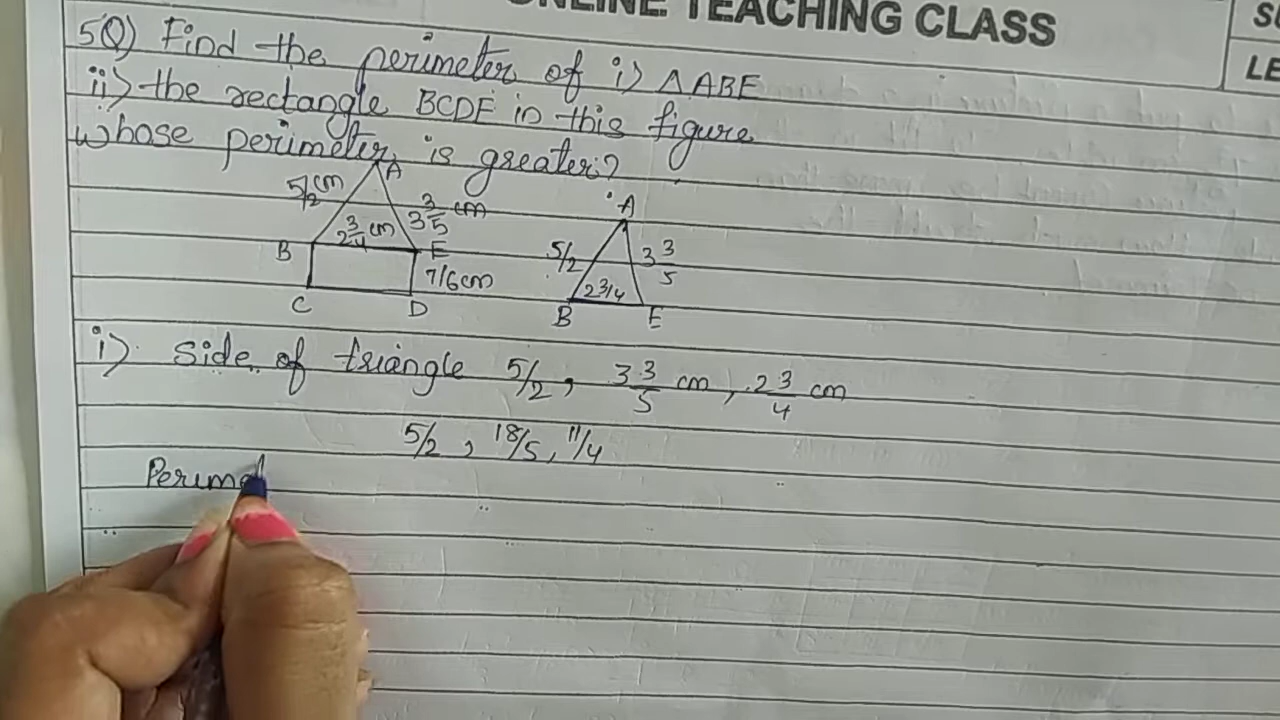 ONLINE TEACHING CLASS
LE
5Q) Find the perimeter of i) △ABE
ii) the rectangle BCDE in this figure
whose perimeter is greater?
A
5/2 cm
3 3/5 cm
2 3/4 cm
B
E
7/6 cm
C
D
A
5/2
3 3/5
2 3/4
B
E
i) side of triangle 5/2, 3 3/5 cm, 2 3/4 cm
5/2, 18/5, 11/4
Perime